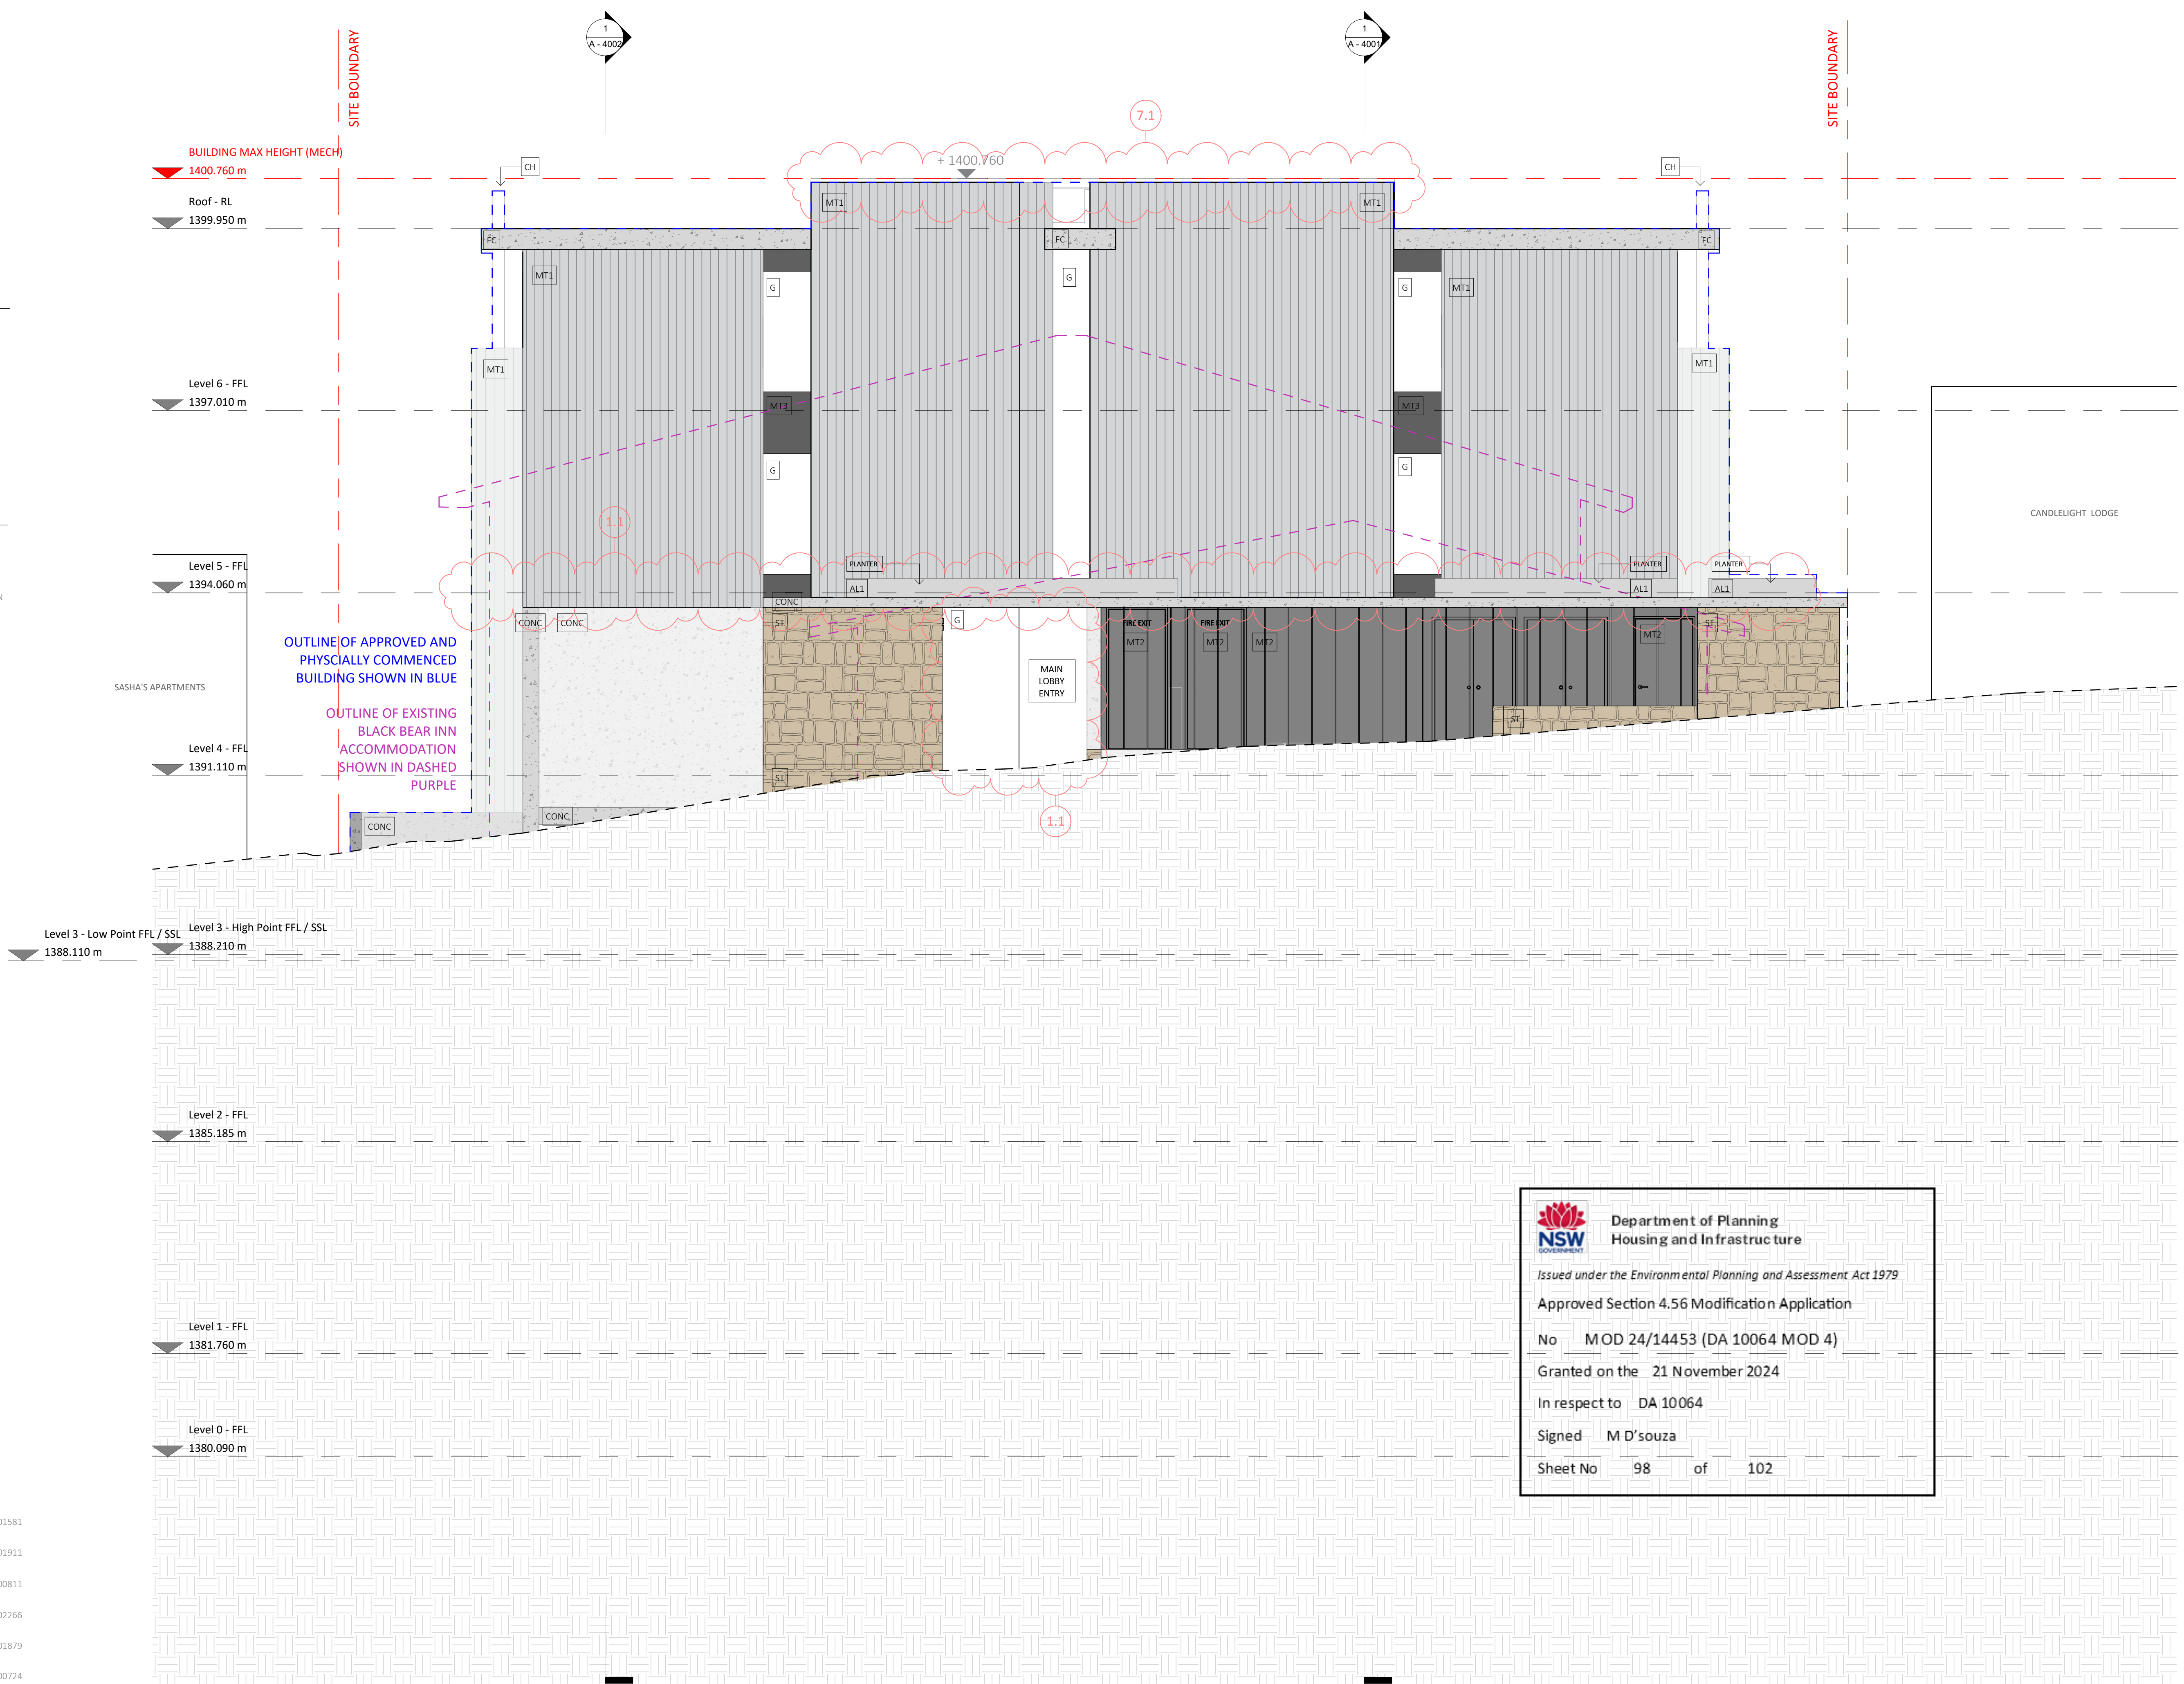 1
A - 4002
1
A - 4001
SITE BOUNDARY
SITE BOUNDARY
7.1
BUILDING MAX HEIGHT (MECH)
1400.760 m
+ 1400.760
CH
CH
Roof - RL
1399.950 m
MT1
MT1
FC
FC
FC
MT1
G
G
G
MT1
MT1
MT1
Level 6 - FFL
1397.010 m
MT3
MT3
G
G
1.1
CANDLELIGHT LODGE
Level 5 - FFL
1394.060 m
PLANTER
PLANTER
PLANTER
AL1
AL1
AL1
CONC
CONC
CONC
ST
G
FIRE EXIT
FIRE EXIT
ST
MT2
MT2
MT2
MT2
OUTLINE OF APPROVED AND
PHYSCIALLY COMMENCED
BUILDING SHOWN IN BLUE
MAIN
LOBBY
ENTRY
SASHA'S APARTMENTS
OUTLINE OF EXISTING
BLACK BEAR INN
ACCOMMODATION
SHOWN IN DASHED
PURPLE
ST
Level 4 - FFL
1391.110 m
ST
CONC
CONC
1.1
Level 3 - Low Point FFL / SSL
1388.110 m
Level 3 - High Point FFL / SSL
1388.210 m
Level 2 - FFL
1385.185 m
Level 1 - FFL
1381.760 m
Level 0 - FFL
1380.090 m
NSW
GOVERNMENT
Department of Planning
Housing and Infrastructure
Issued under the Environmental Planning and Assessment Act 1979
Approved Section 4.56 Modification Application
No MOD 24/14453 (DA 10064 MOD 4)
Granted on the 21 November 2024
In respect to DA 10064
Signed M D'souza
Sheet No 98 of 102